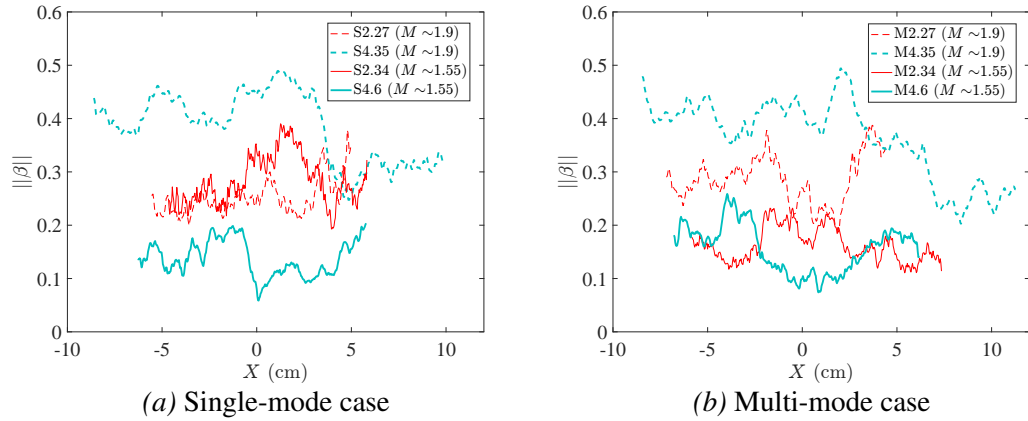 0.6
0.5
0.4
0.3
0.2
0.1
0
||β||
-10
-5
0
5
10
X (cm)
S2.27 (M ~1.9)
S4.35 (M ~1.9)
S2.34 (M ~1.55)
S4.6 (M ~1.55)
(a) Single-mode case
0.6
0.5
0.4
0.3
0.2
0.1
0
||β||
-10
-5
0
5
10
X (cm)
M2.27 (M ~1.9)
M4.35 (M ~1.9)
M2.34 (M ~1.55)
M4.6 (M ~1.55)
(b) Multi-mode case